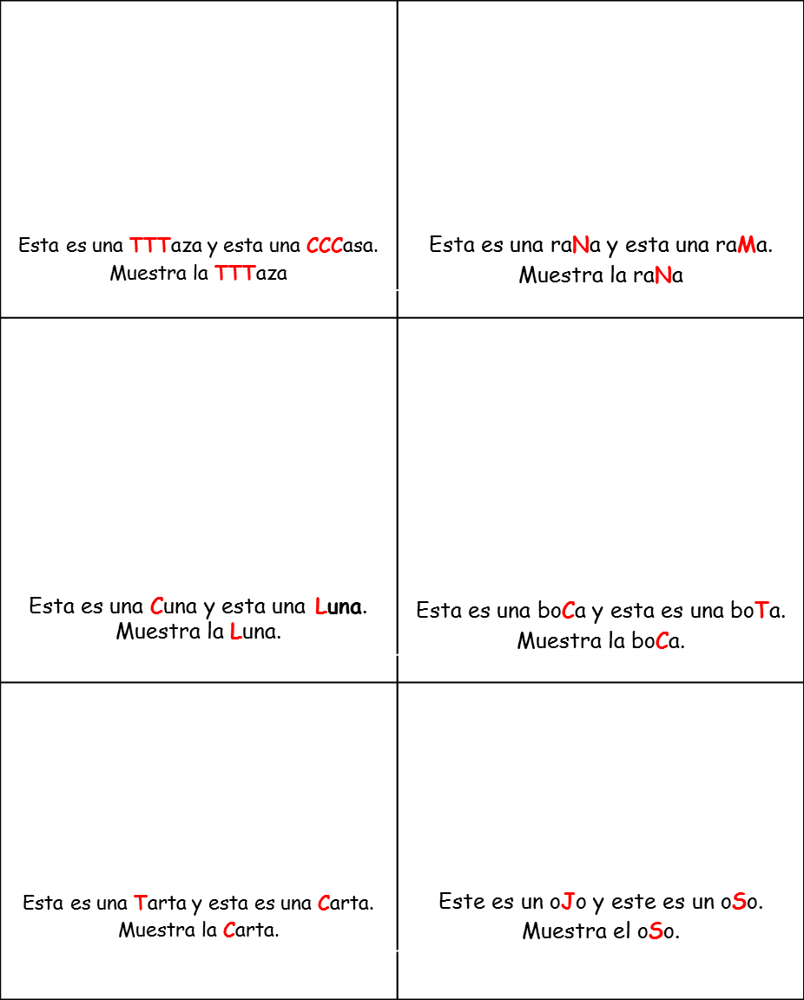 Esta es una TTTaza y esta una CCCasa.
Muestra la TTTaza
Esta es una raNa y esta una raMa.
Muestra la raNa
Esta es una Cuna y esta una Luna.
Muestra la Luna.
Esta es una boCa y esta es una boTa.
Muestra la boCa.
Esta es una Tarta y esta es una Carta.
Muestra la Carta.
Este es un oJo y este es un oSo.
Muestra el oSo.